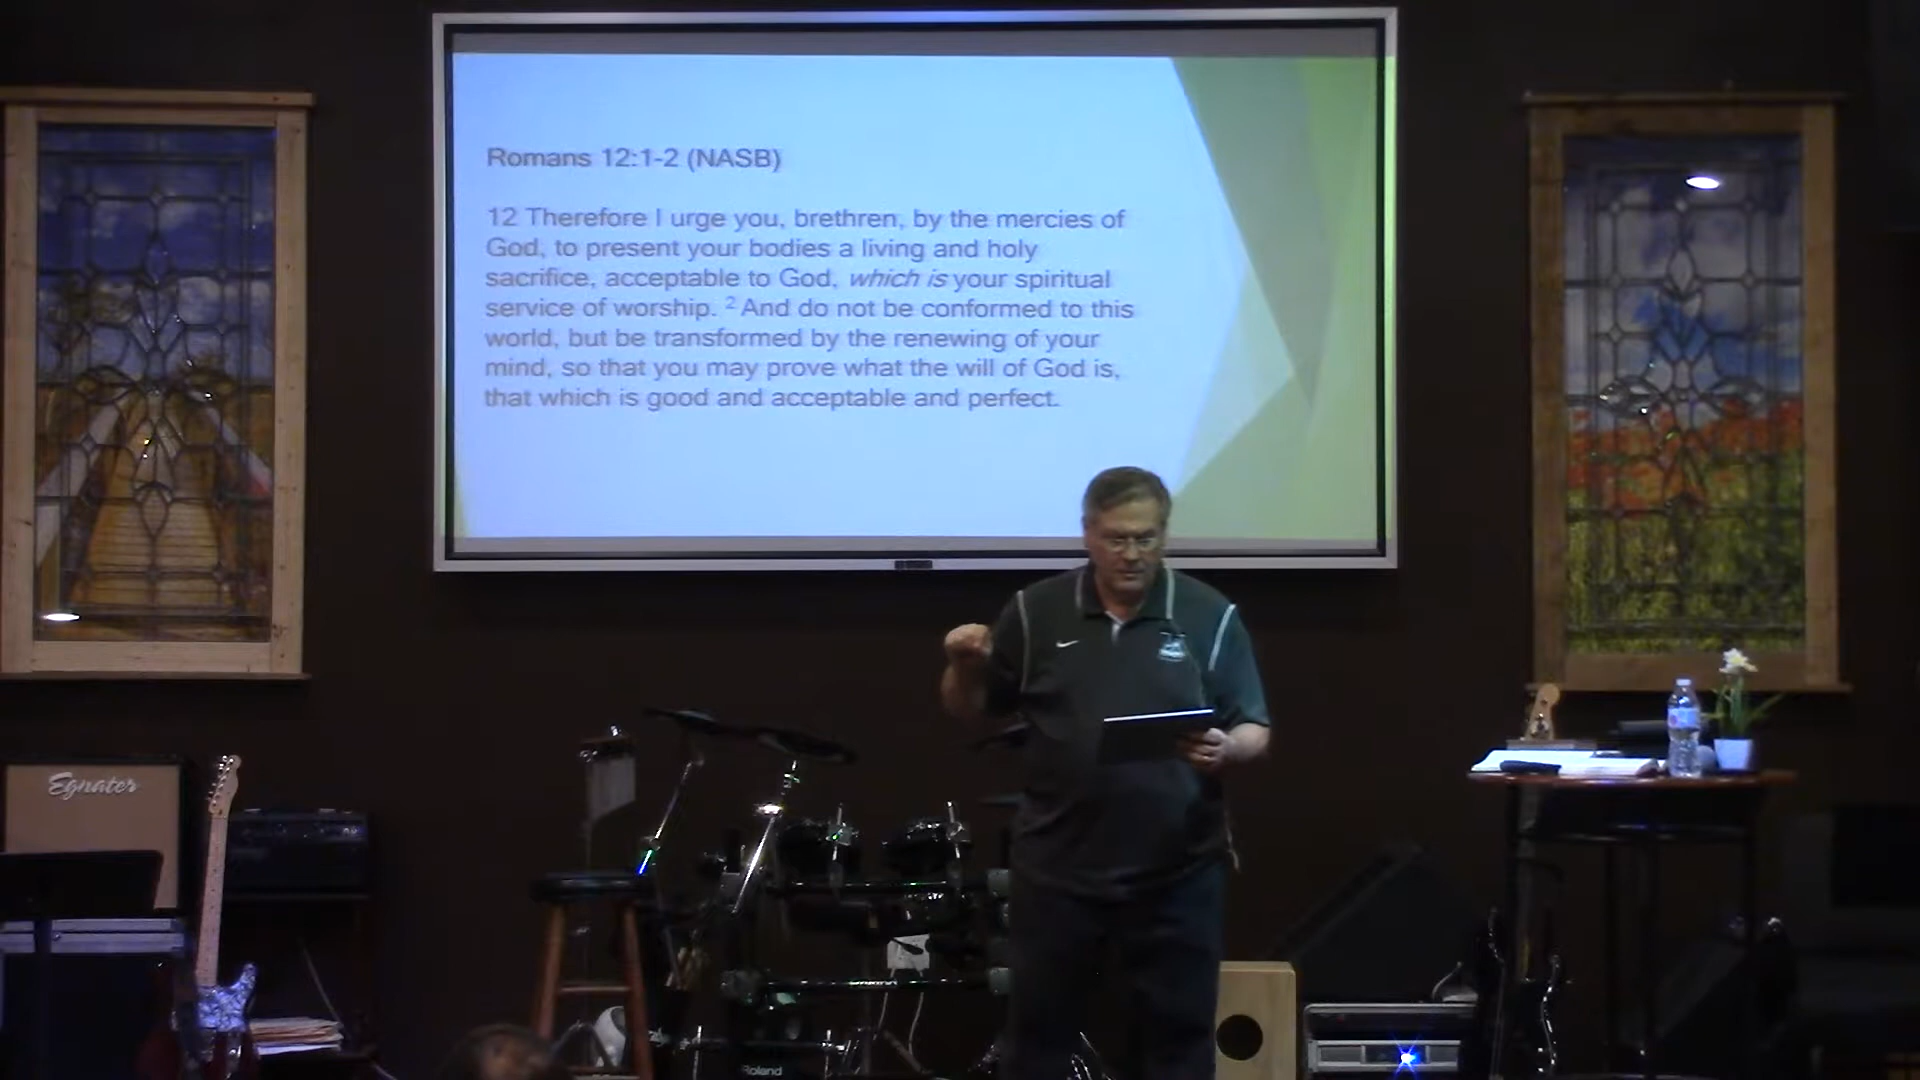 Romans 12:1-2 (NASB)
12 Therefore I urge you, brethren, by the mercies of
God, to present your bodies a living and holy
sacrifice, acceptable to God, which is your spiritual
service of worship. 2 And do not be conformed to this
world, but be transformed by the renewing of your
mind, so that you may prove what the will of God is,
that which is good and acceptable and perfect.
Egnater
Roland